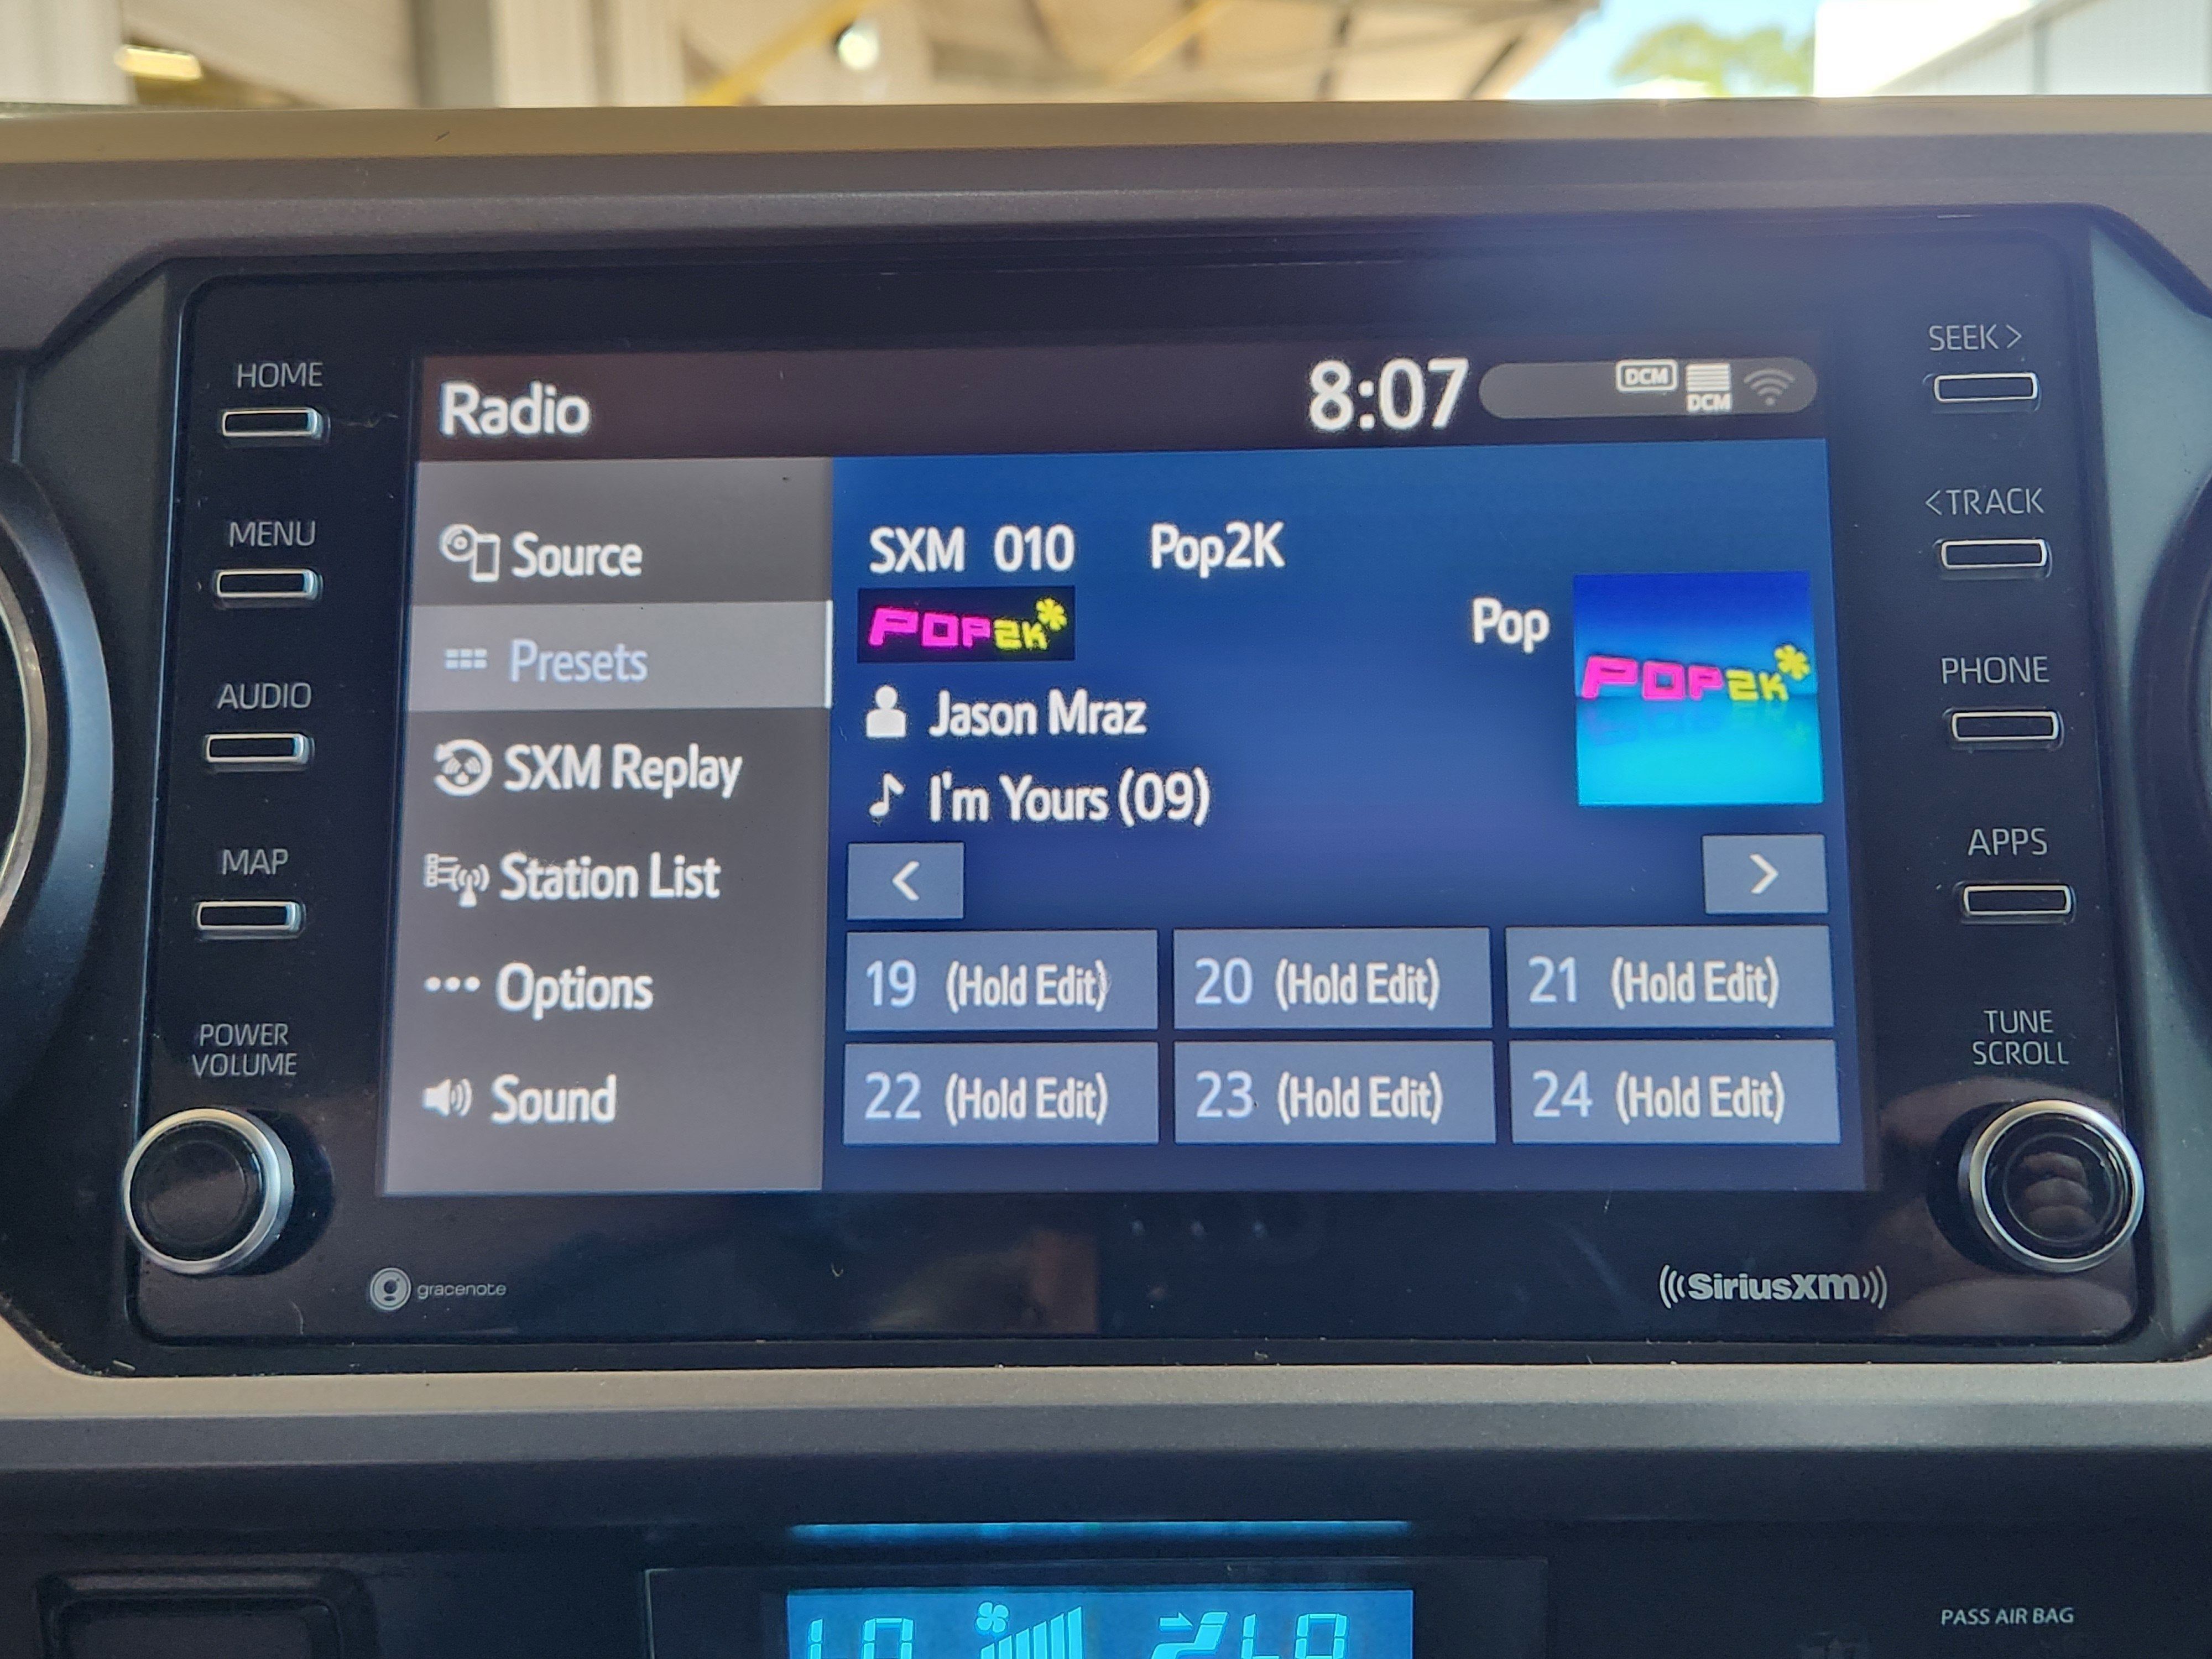 HOME
MENU
AUDIO
MAP
POWER
VOLUME
Radio
8:07
DCM
DCM
Source
Presets
SXM Replay
Station List
Options
Sound
SXM 010 Pop2K
POP2K*
Pop
POP2K*
Jason Mraz
I'm Yours (09)
<
>
19 (Hold Edit)
20 (Hold Edit)
21 (Hold Edit)
22 (Hold Edit)
23 (Hold Edit)
24 (Hold Edit)
SEEK >
< TRACK
PHONE
APPS
TUNE
SCROLL
gracenote
((SiriusXM))
PASS AIR BAG